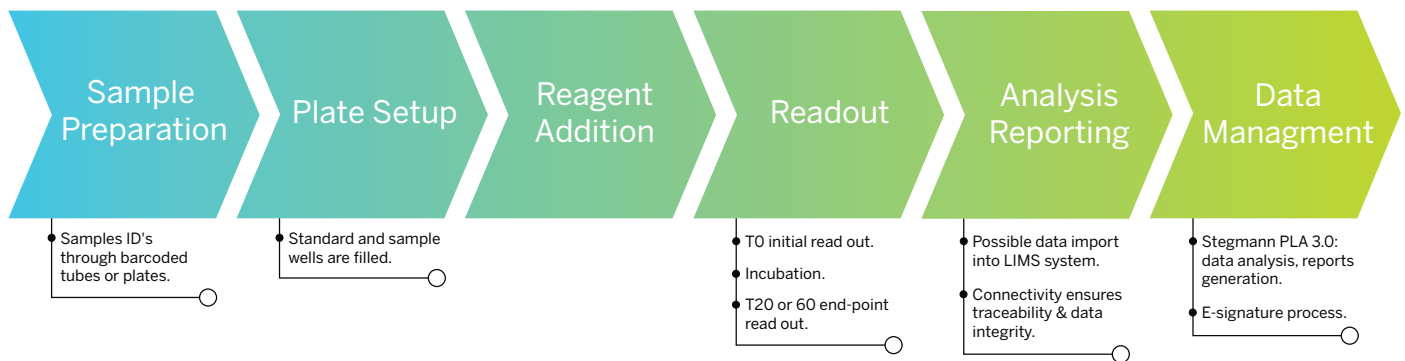 Sample
Preparation
Plate Setup
Reagent
Addition
Readout
Analysis
Reporting
Data
Managment
Samples ID's
through barcoded
tubes or plates.
Standard and sample
wells are filled.
T0 initial read out.
Incubation.
T20 or 60 end-point
read out.
Possible data import
into LIMS system.
Connectivity ensures
traceability & data
integrity.
Stegmann PLA 3.0:
data analysis, reports
generation.
E-signature process.